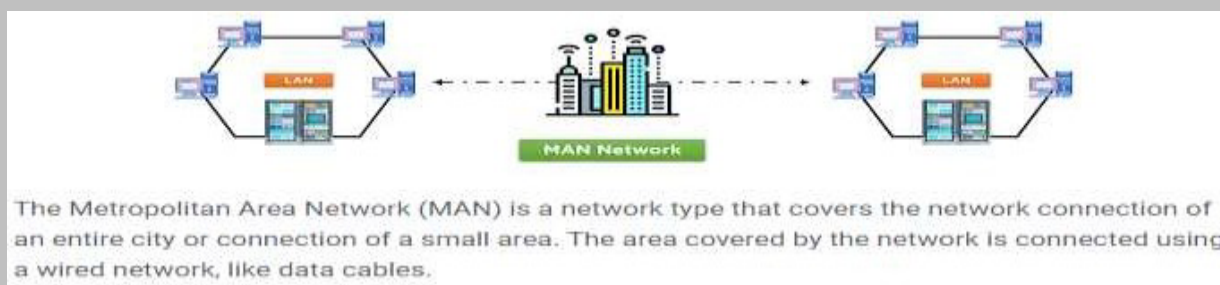 LAN
LAN
MAN Network
The Metropolitan Area Network (MAN) is a network type that covers the network connection of
an entire city or connection of a small area. The area covered by the network is connected using
a wired network, like data cables.